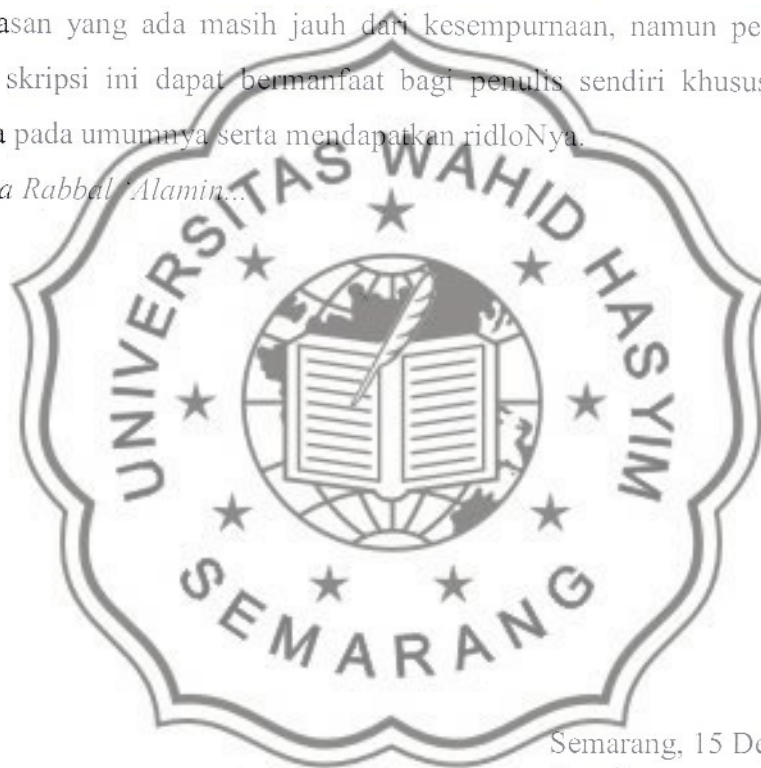 asan yang ada masih jauh dari kesempurnaan, namun pe
skripsi ini dapat bermanfaat bagi penulis sendiri khusus
a pada umumnya serta mendapatkan ridloNya.
a Rabbal 'Alamin...
UNIVERSITAS WAHID HASYIM
SEMARANG
Semarang, 15 De